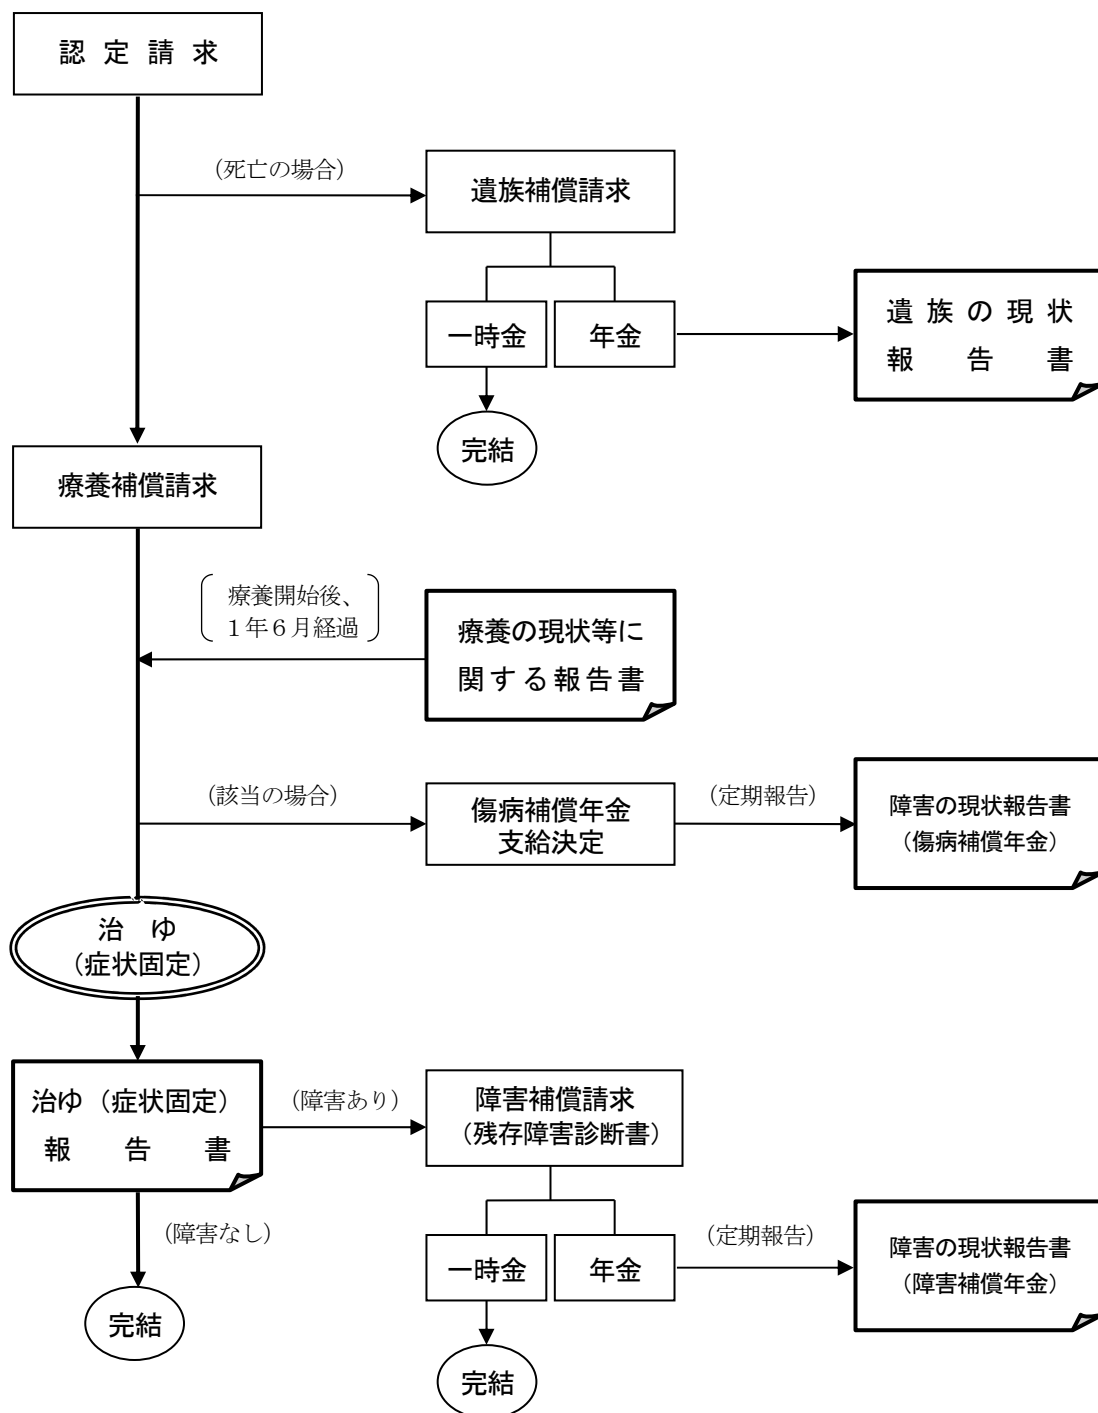 認定請求
（死亡の場合）
遺族補償請求
一時金
年金
遺族の現状
報告書
完結
療養補償請求
療養開始後、
１年６月経過
療養の現状等に
関する報告書
（該当の場合）
傷病補償年金
支給決定
（定期報告）
障害の現状報告書
（傷病補償年金）
治ゆ
（症状固定）
治ゆ（症状固定）
報告書
（障害あり）
障害補償請求
（残存障害診断書）
（障害なし）
完結
一時金
年金
（定期報告）
障害の現状報告書
（障害補償年金）
完結